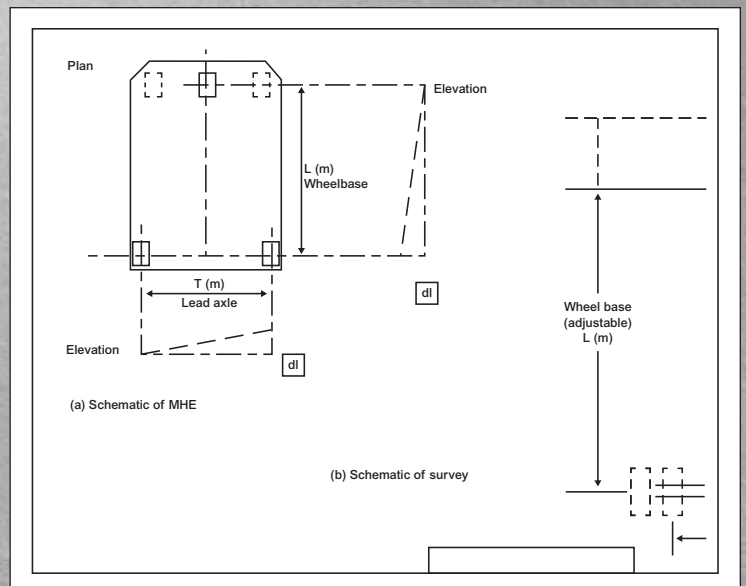 Plan
Elevation
L (m)
Wheelbase
dl
T (m)
Lead axle
Elevation
dl
(a) Schematic of MHE
Wheel base
(adjustable)
L (m)
(b) Schematic of survey